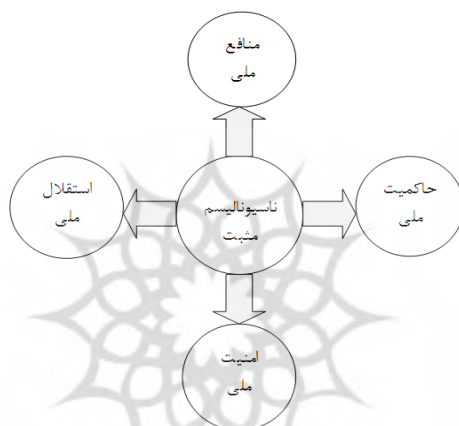 منافع
ملی
حاکمیت
ملی
ناسیونالیسم
مثبت
استقلال
ملی
امنیت
ملی